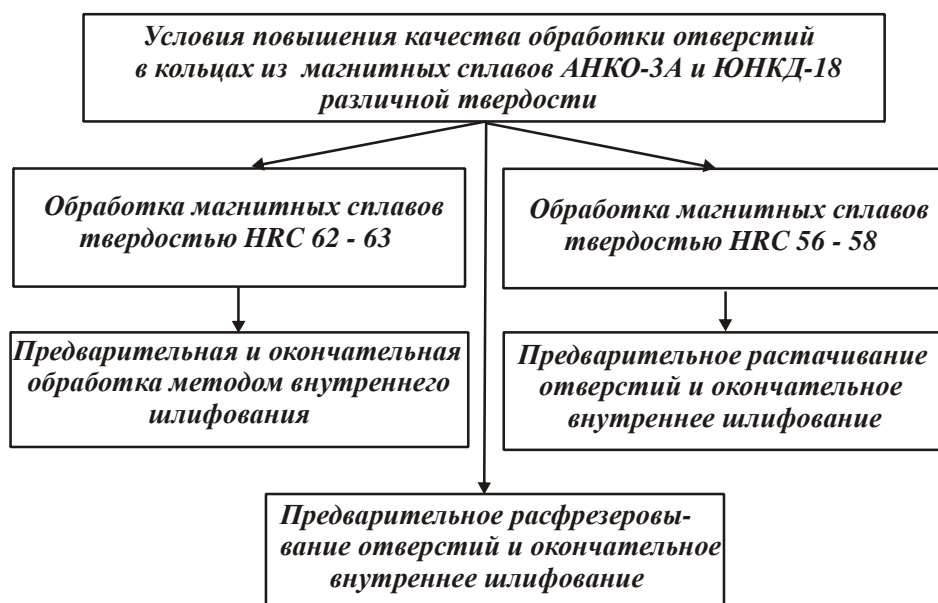 Условия повышения качества обработки отверстий
в кольцах из магнитных сплавов АНКО-3А и ЮНКД-18
различной твердости
Обработка магнитных сплавов
твердостью HRC 62 - 63
Обработка магнитных сплавов
твердостью HRC 56 - 58
Предварительная и окончательная
обработка методом внутреннего
шлифования
Предварительное растачивание
отверстий и окончательное
внутреннее шлифование
Предварительное расфрезеровы-
вание отверстий и окончательное
внутреннее шлифование